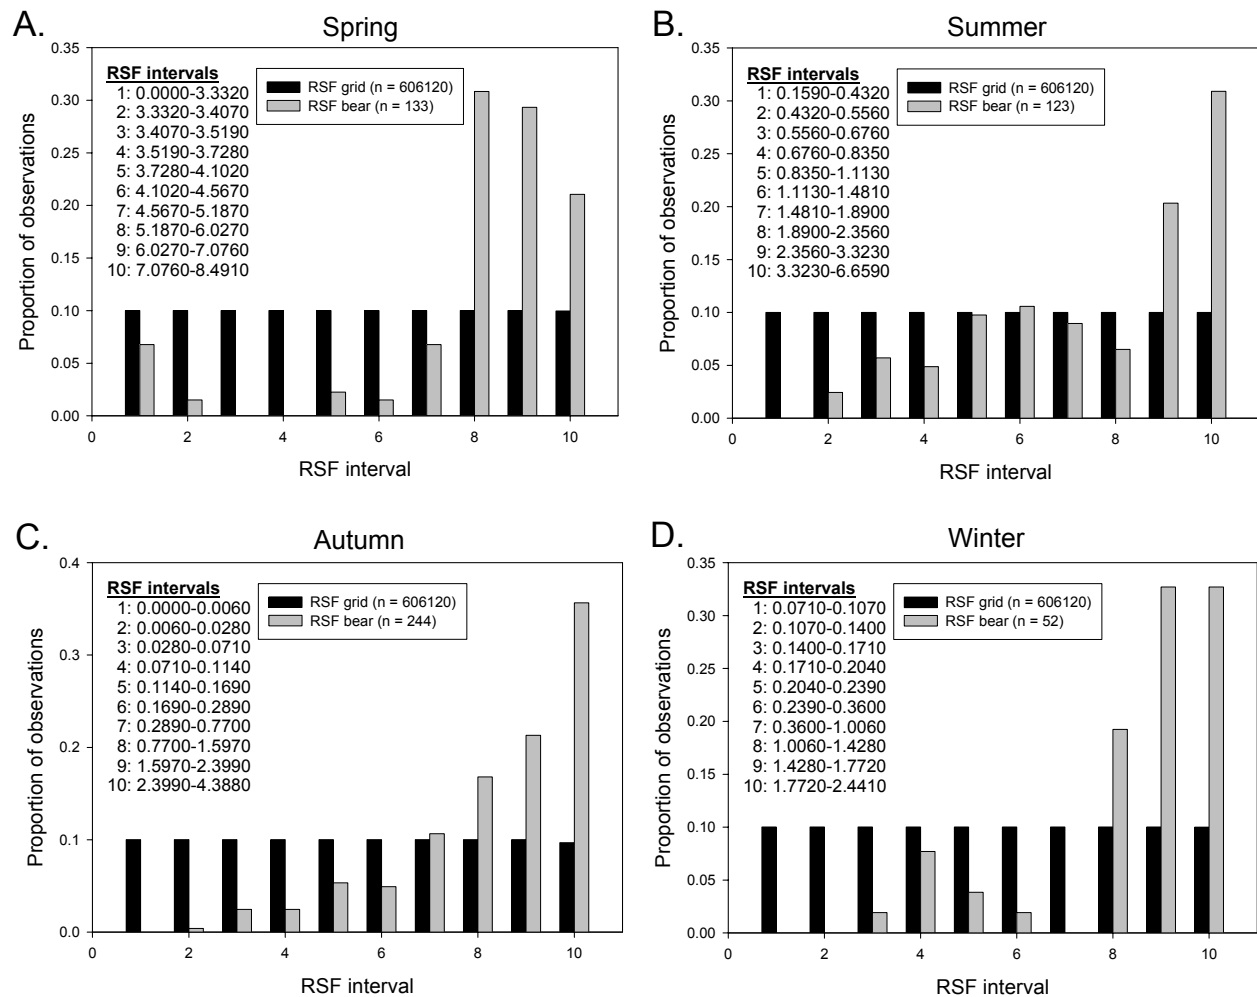 A.
Spring
0.35
0.30
0.25
0.20
0.15
0.10
0.05
0.00
Proportion of observations
RSF intervals
1: 0.0000-3.3320
2: 3.3320-3.4070
3: 3.4070-3.5190
4: 3.5190-3.7280
5: 3.7280-4.1020
6: 4.1020-4.5670
7: 4.5670-5.1870
8: 5.1870-6.0270
9: 6.0270-7.0760
10: 7.0760-8.4910
RSF grid (n = 606120)
RSF bear (n = 133)
0 2 4 6 8 10
RSF interval
B.
Summer
0.35
0.30
0.25
0.20
0.15
0.10
0.05
0.00
Proportion of observations
RSF intervals
1: 0.1590-0.4320
2: 0.4320-0.5560
3: 0.5560-0.6760
4: 0.6760-0.8350
5: 0.8350-1.1130
6: 1.1130-1.4810
7: 1.4810-1.8900
8: 1.8900-2.3560
9: 2.3560-3.3230
10: 3.3230-6.6590
RSF grid (n = 606120)
RSF bear (n = 123)
0 2 4 6 8 10
RSF interval
C.
Autumn
0.4
0.3
0.2
0.1
0.0
Proportion of observations
RSF intervals
1: 0.0000-0.0060
2: 0.0060-0.0280
3: 0.0280-0.0710
4: 0.0710-0.1140
5: 0.1140-0.1690
6: 0.1690-0.2890
7: 0.2890-0.7700
8: 0.7700-1.5970
9: 1.5970-2.3990
10: 2.3990-4.3880
RSF grid (n = 606120)
RSF bear (n = 244)
0 2 4 6 8 10
RSF interval
D.
Winter
0.35
0.30
0.25
0.20
0.15
0.10
0.05
0.00
Proportion of observations
RSF intervals
1: 0.0710-0.1070
2: 0.1070-0.1400
3: 0.1400-0.1710
4: 0.1710-0.2040
5: 0.2040-0.2390
6: 0.2390-0.3600
7: 0.3600-1.0060
8: 1.0060-1.4280
9: 1.4280-1.7720
10: 1.7720-2.4410
RSF grid (n = 606120)
RSF bear (n = 52)
0 2 4 6 8 10
RSF interval